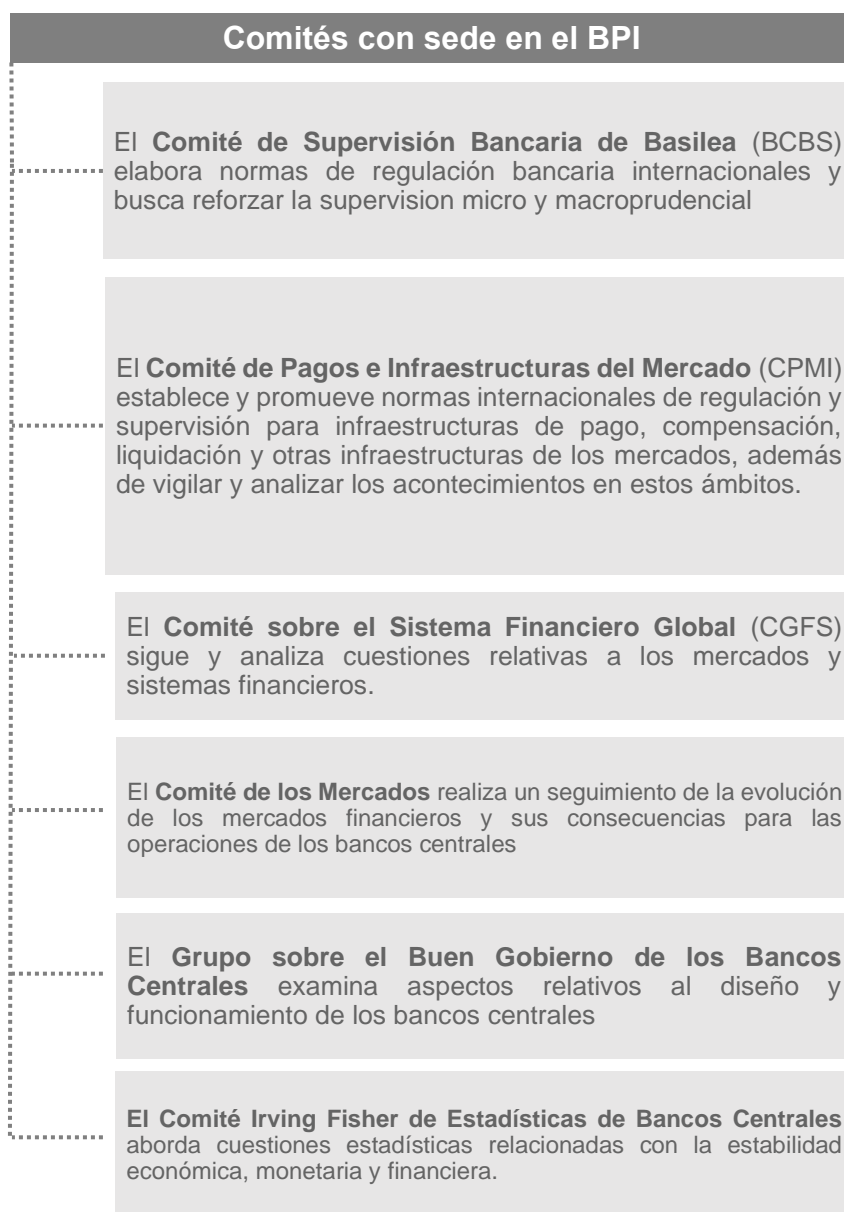 Comités con sede en el BPI
El Comité de Supervisión Bancaria de Basilea (BCBS)
elabora normas de regulación bancaria internacionales y
busca reforzar la supervision micro y macroprudencial
El Comité de Pagos e Infraestructuras del Mercado (CPMI)
establece y promueve normas internacionales de regulación y
supervisión para infraestructuras de pago, compensación,
liquidación y otras infraestructuras de los mercados, además
de vigilar y analizar los acontecimientos en estos ámbitos.
El Comité sobre el Sistema Financiero Global (CGFS)
sigue y analiza cuestiones relativas a los mercados y
sistemas financieros.
El Comité de los Mercados realiza un seguimiento de la evolución
de los mercados financieros y sus consecuencias para las
operaciones de los bancos centrales
El Grupo sobre el Buen Gobierno de los Bancos
Centrales examina aspectos relativos al diseño y
funcionamiento de los bancos centrales
El Comité Irving Fisher de Estadísticas de Bancos Centrales
aborda cuestiones estadísticas relacionadas con la estabilidad
económica, monetaria y financiera.